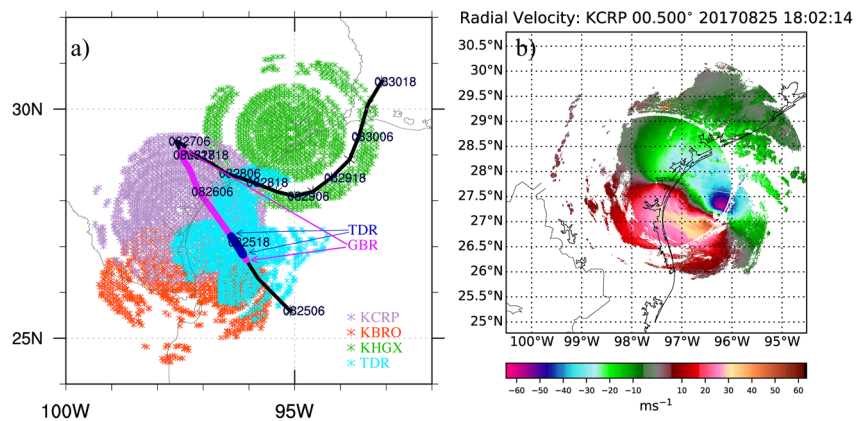 Radial Velocity: KCRP 00.500° 20170825 18:02:14
a)
083018
30N
083006
082706
082818
082806
082918
082906
082606
TDR
082518
GBR
082506
KCRP
KBRO
25N
KHGX
TDR
100W
95W
b)
30.5°N
30°N
29.5°N
29°N
28.5°N
28°N
27.5°N
27°N
26.5°N
26°N
25.5°N
25°N
100°W
99°W
98°W
97°W
96°W
95°W
-60 -50 -40 -30 -20 -10 0 10 20 30 40 50 60
ms⁻¹